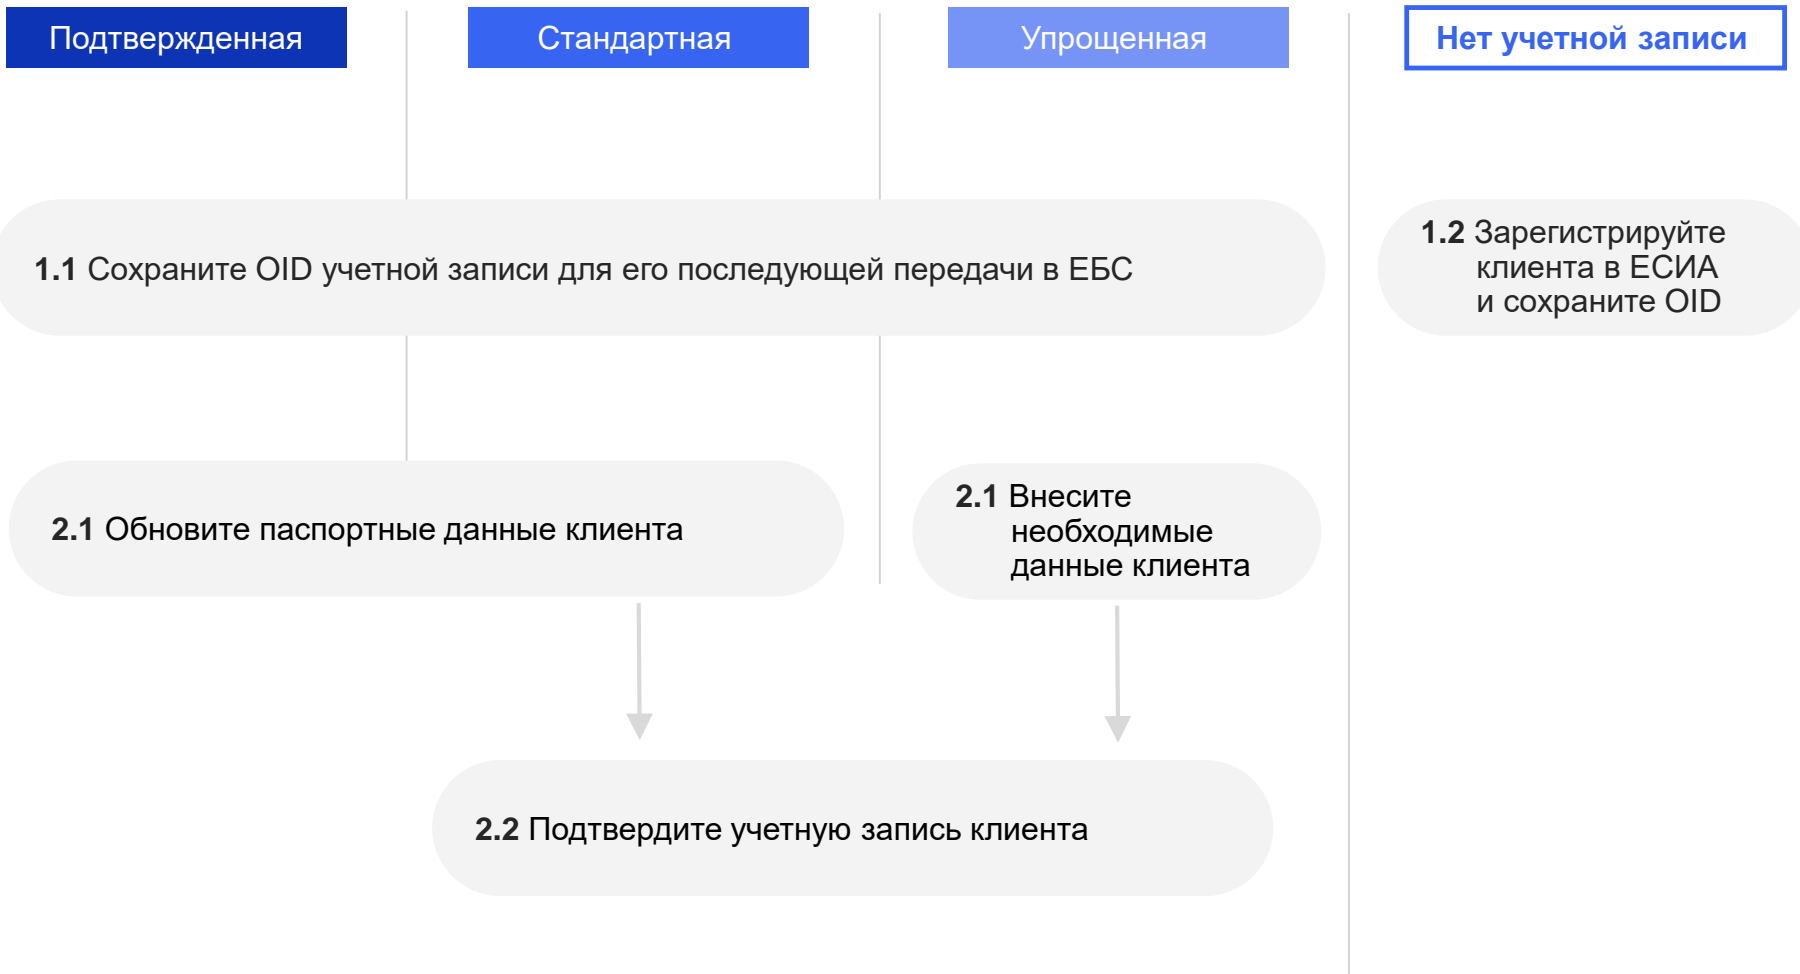 Подтвержденная
Стандартная
Упрощенная
Нет учетной записи
1.1 Сохраните OID учетной записи для его последующей передачи в ЕБС
1.2 Зарегистрируйте
клиента в ЕСИА
и сохраните OID
2.1 Обновите паспортные данные клиента
2.1 Внесите
необходимые
данные клиента
2.2 Подтвердите учетную запись клиента